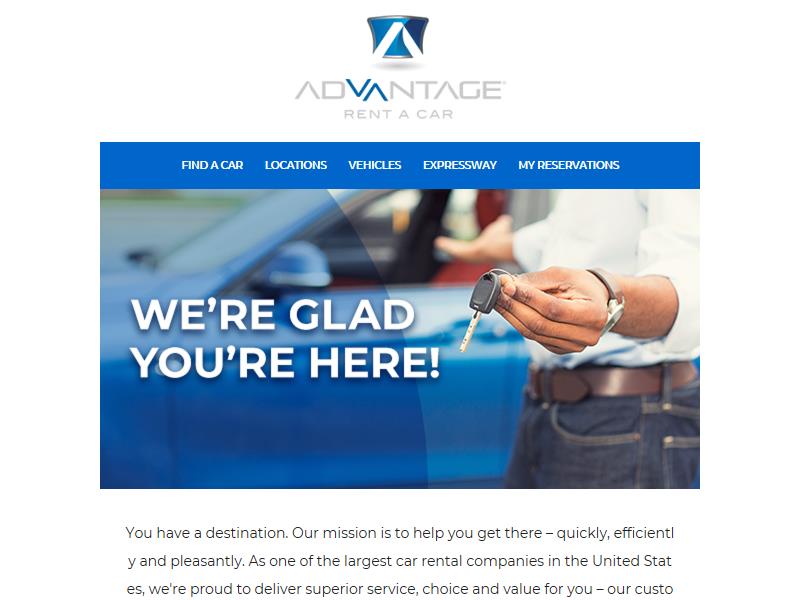 ADVANTAGE
RENT A CAR
FIND A CAR LOCATIONS VEHICLES EXPRESSWAY MY RESERVATIONS
WE'RE GLAD
YOU'RE HERE!
You have a destination. Our mission is to help you get there – quickly, efficientl
y and pleasantly. As one of the largest car rental companies in the United Stat
es, we're proud to deliver superior service, choice and value for you – our custo